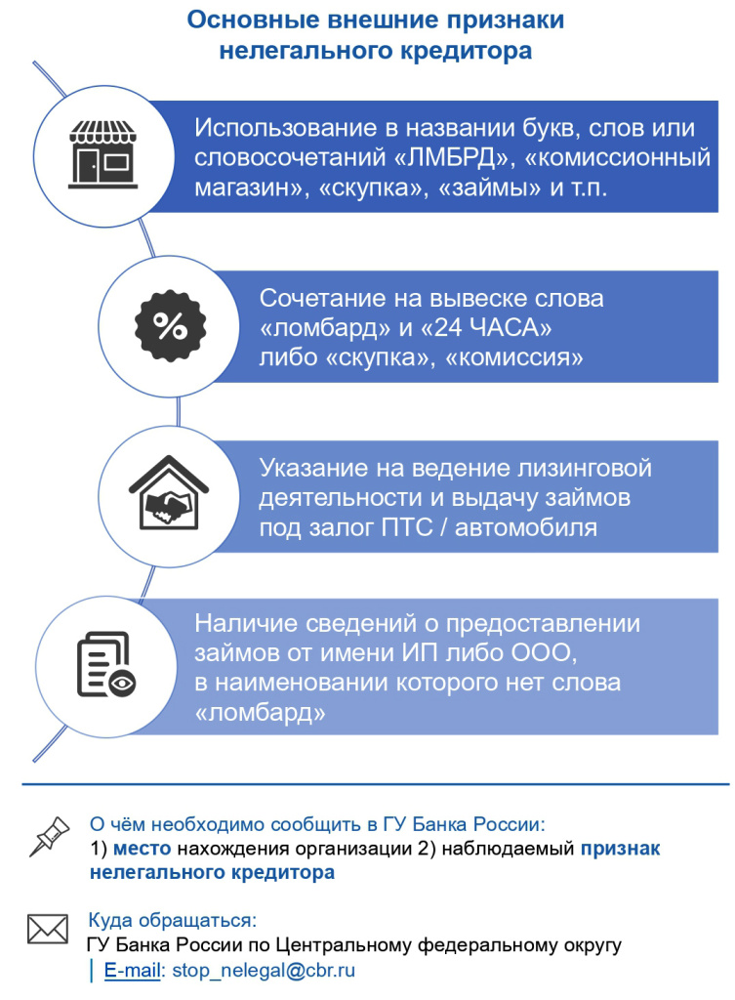 Основные внешние признаки
нелегального кредитора
Использование в названии букв, слов или
словосочетаний «ЛМБРД», «комиссионный
магазин», «скупка», «займы» и т.п.
%
Сочетание на вывеске слова
«ломбард» и «24 ЧАСА»
либо «скупка», «комиссия»
Указание на ведение лизинговой
деятельности и выдачу займов
под залог ПТС / автомобиля
Наличие сведений о предоставлении
займов от имени ИП либо ООО,
в наименовании которого нет слова
«ломбард»
О чём необходимо сообщить в ГУ Банка России:
1) место нахождения организации 2) наблюдаемый признак
нелегального кредитора
Куда обращаться:
ГУ Банка России по Центральному федеральному округу
E-mail: stop_nelegal@cbr.ru